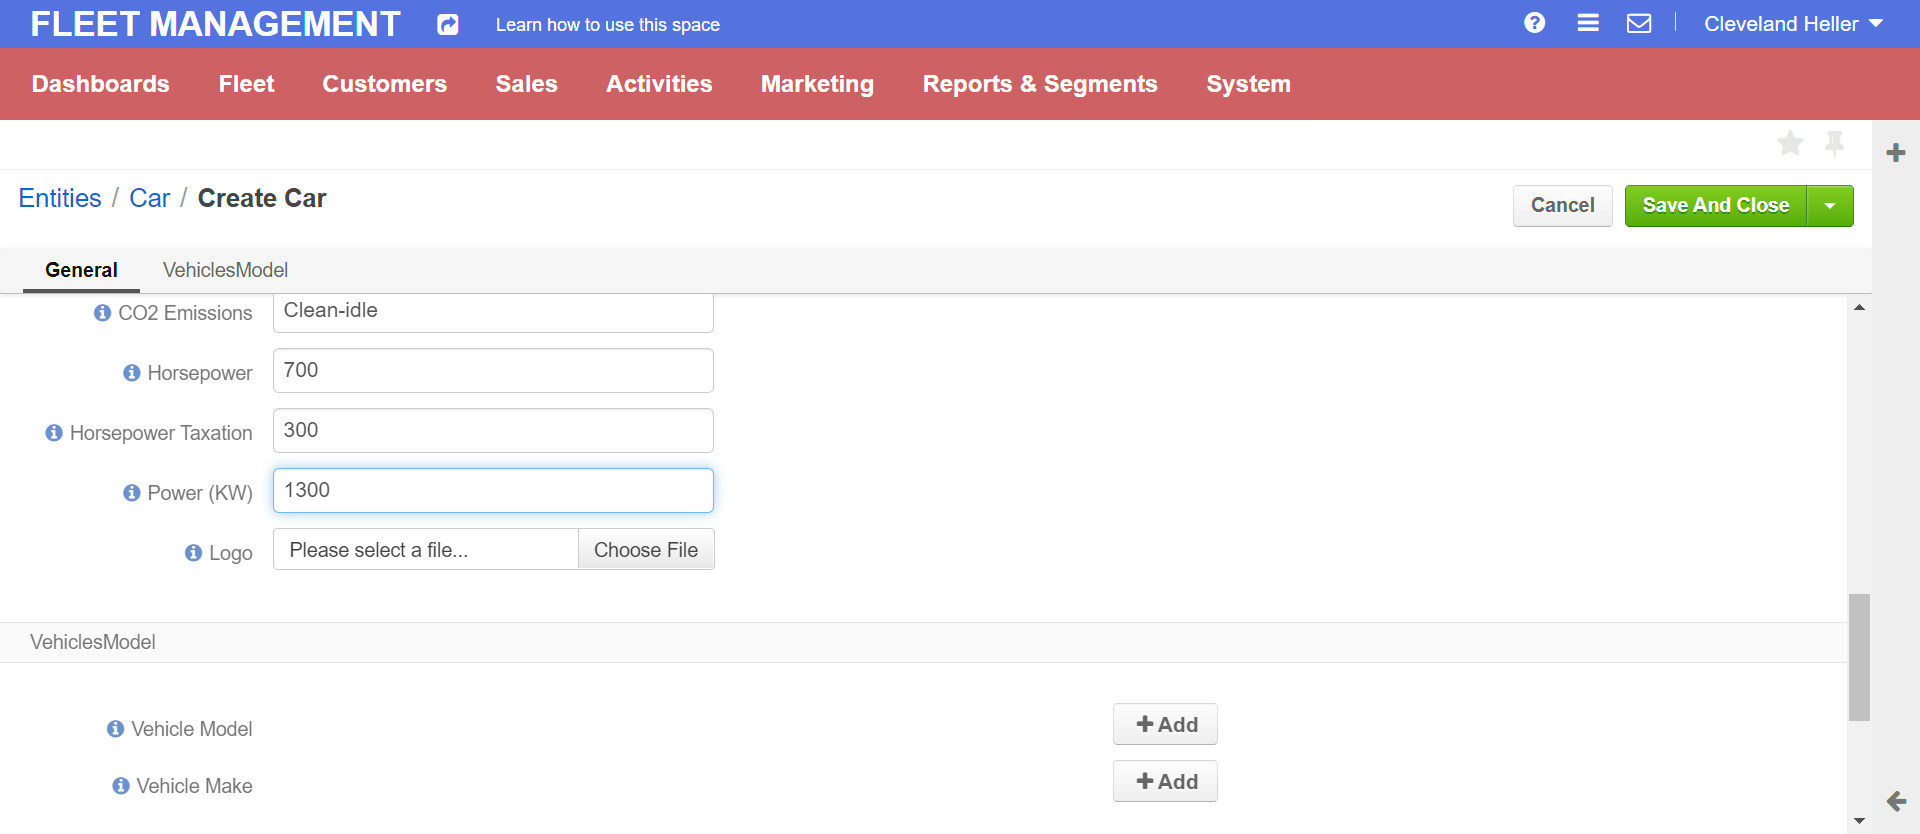 FLEET MANAGEMENT Learn how to use this space Cleveland Heller
Dashboards Fleet Customers Sales Activities Marketing Reports & Segments System
Entities / Car / Create Car Cancel Save And Close
General VehiclesModel
CO2 Emissions Clean-idle
Horsepower 700
Horsepower Taxation 300
Power (KW) 1300
Logo Please select a file... Choose File
VehiclesModel
Vehicle Model + Add
Vehicle Make + Add